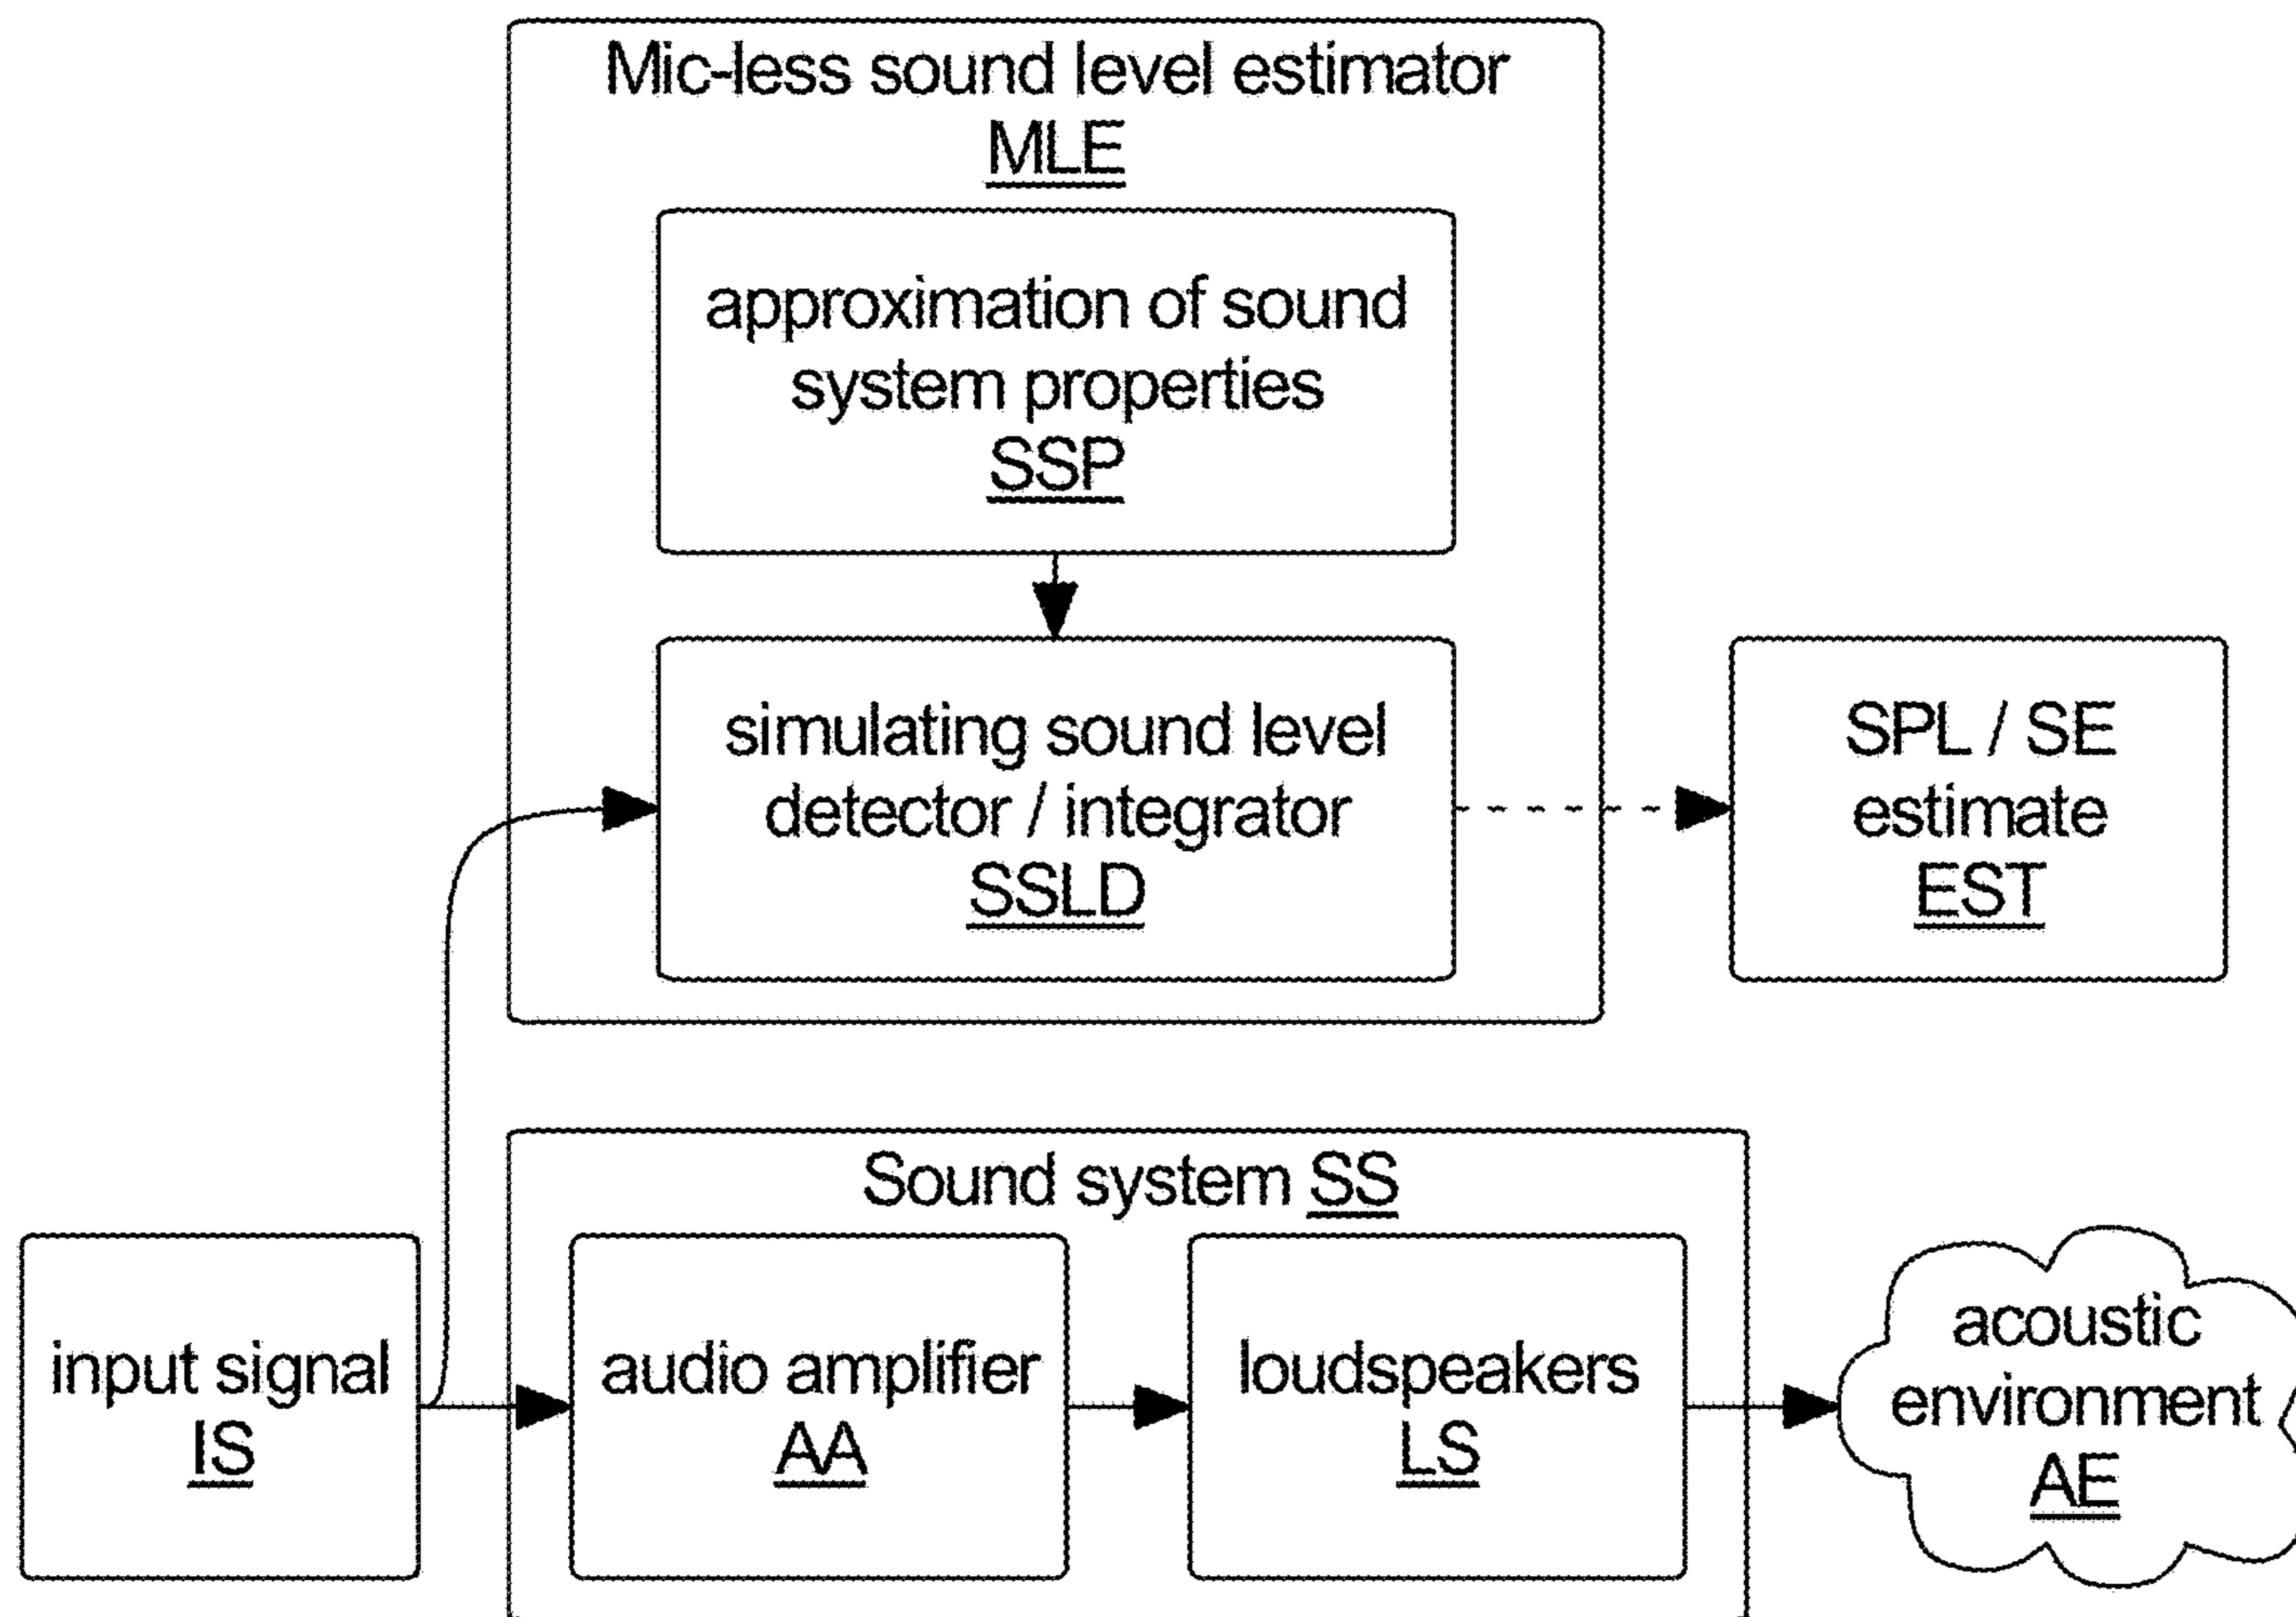 Mic-less sound level estimator
MLE
approximation of sound
system properties
SSP
simulating sound level
detector / integrator
SSLD
SPL / SE
estimate
EST
Sound system SS
input signal
IS
audio amplifier
AA
loudspeakers
LS
acoustic
environment
AE